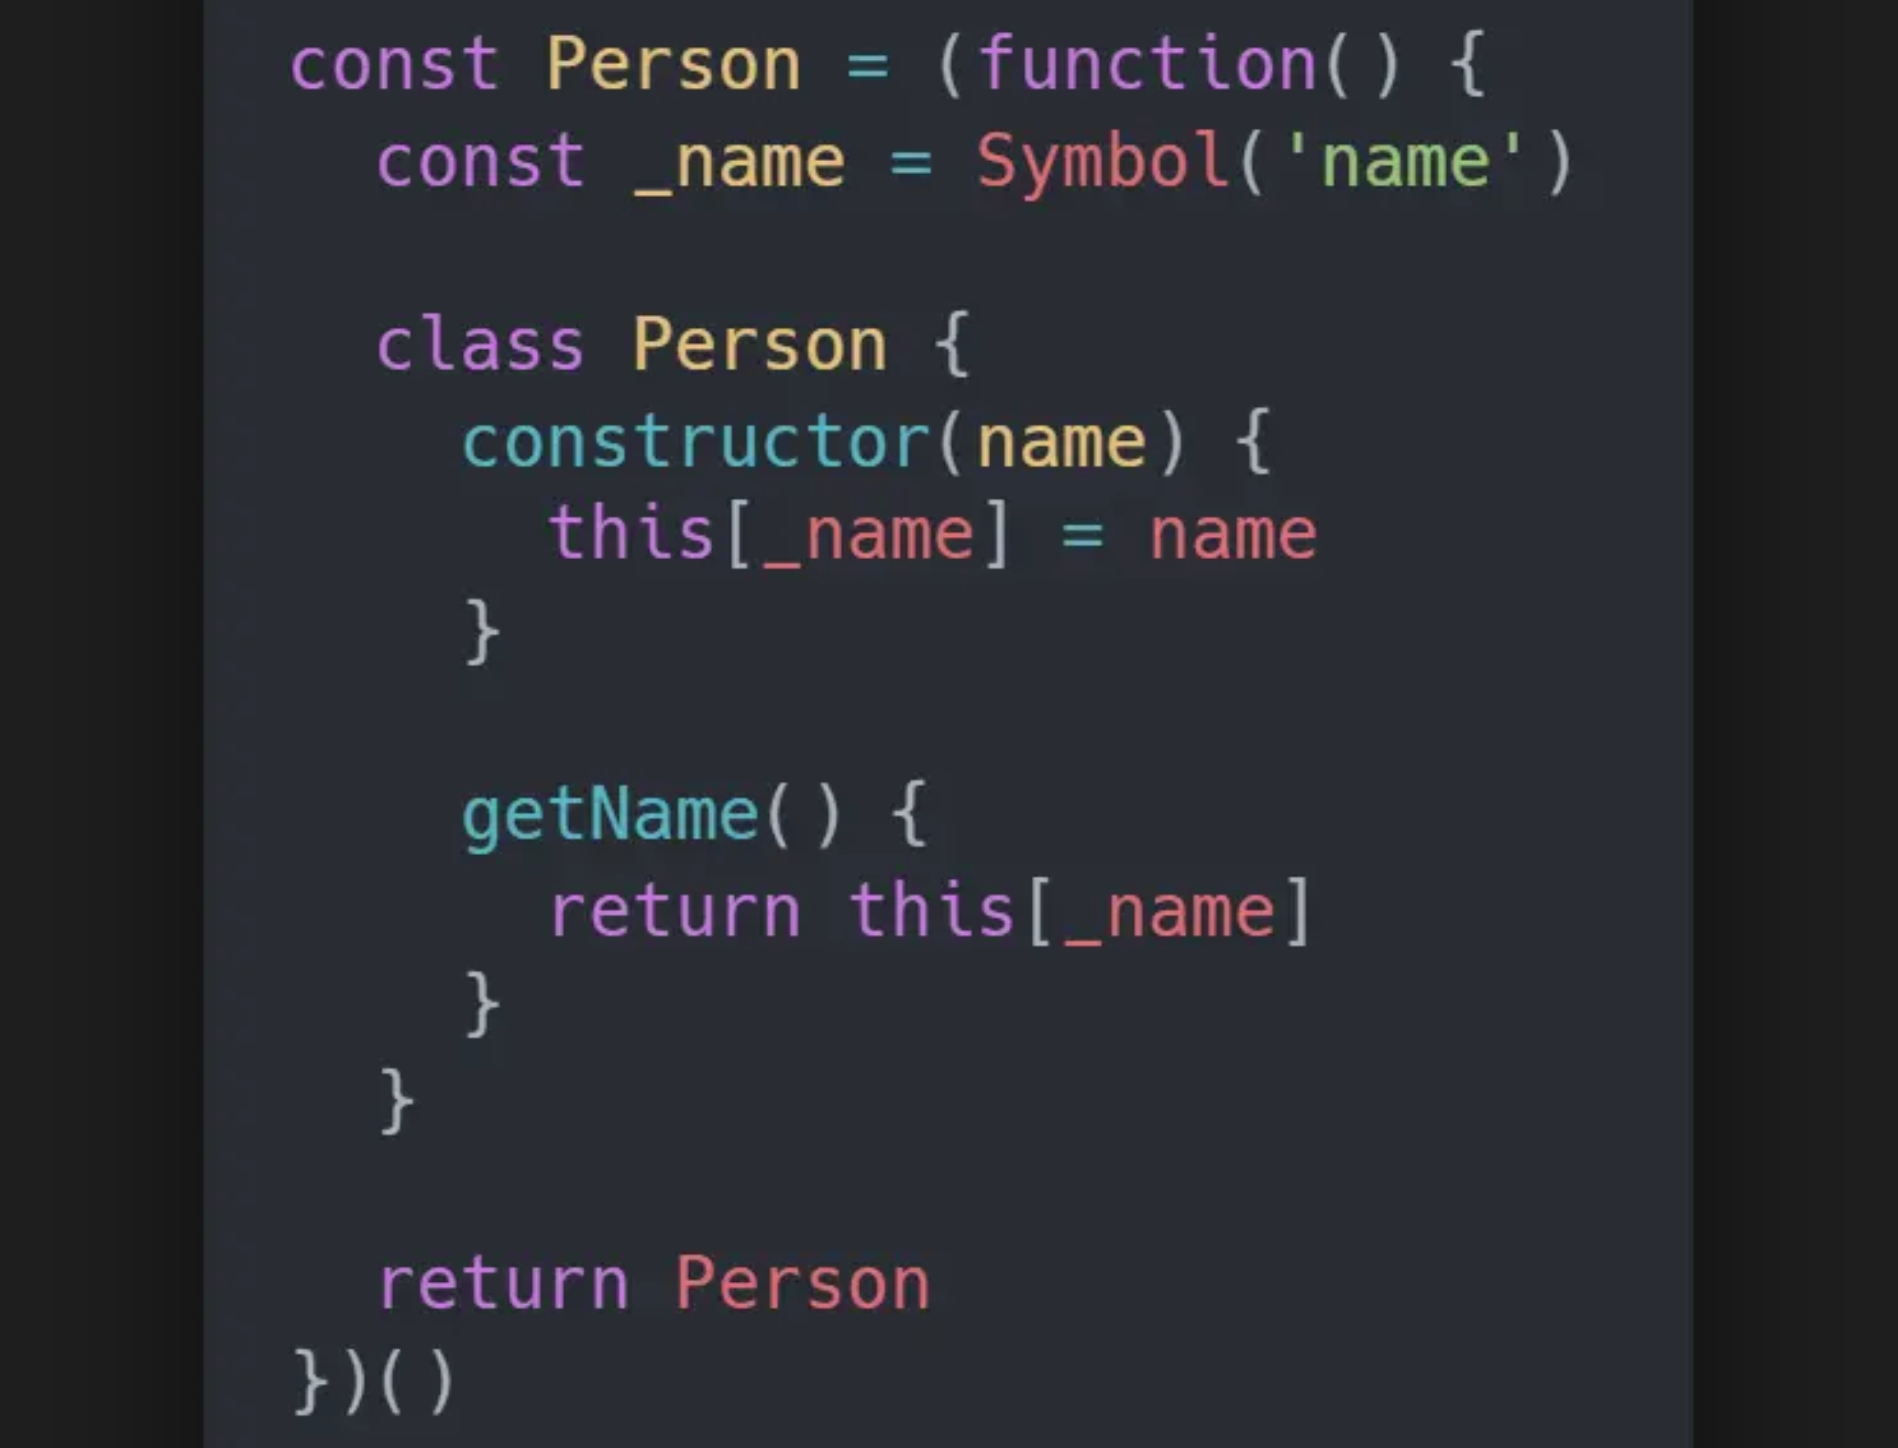 const Person = (function() {
  const _name = Symbol('name')

  class Person {
    constructor(name) {
      this[_name] = name
    }

    getName() {
      return this[_name]
    }
  }

  return Person
})()